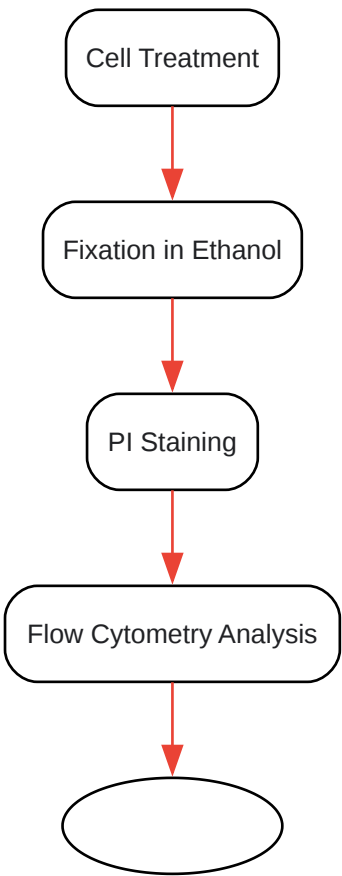 Cell Treatment
Fixation in Ethanol
PI Staining
Flow Cytometry Analysis